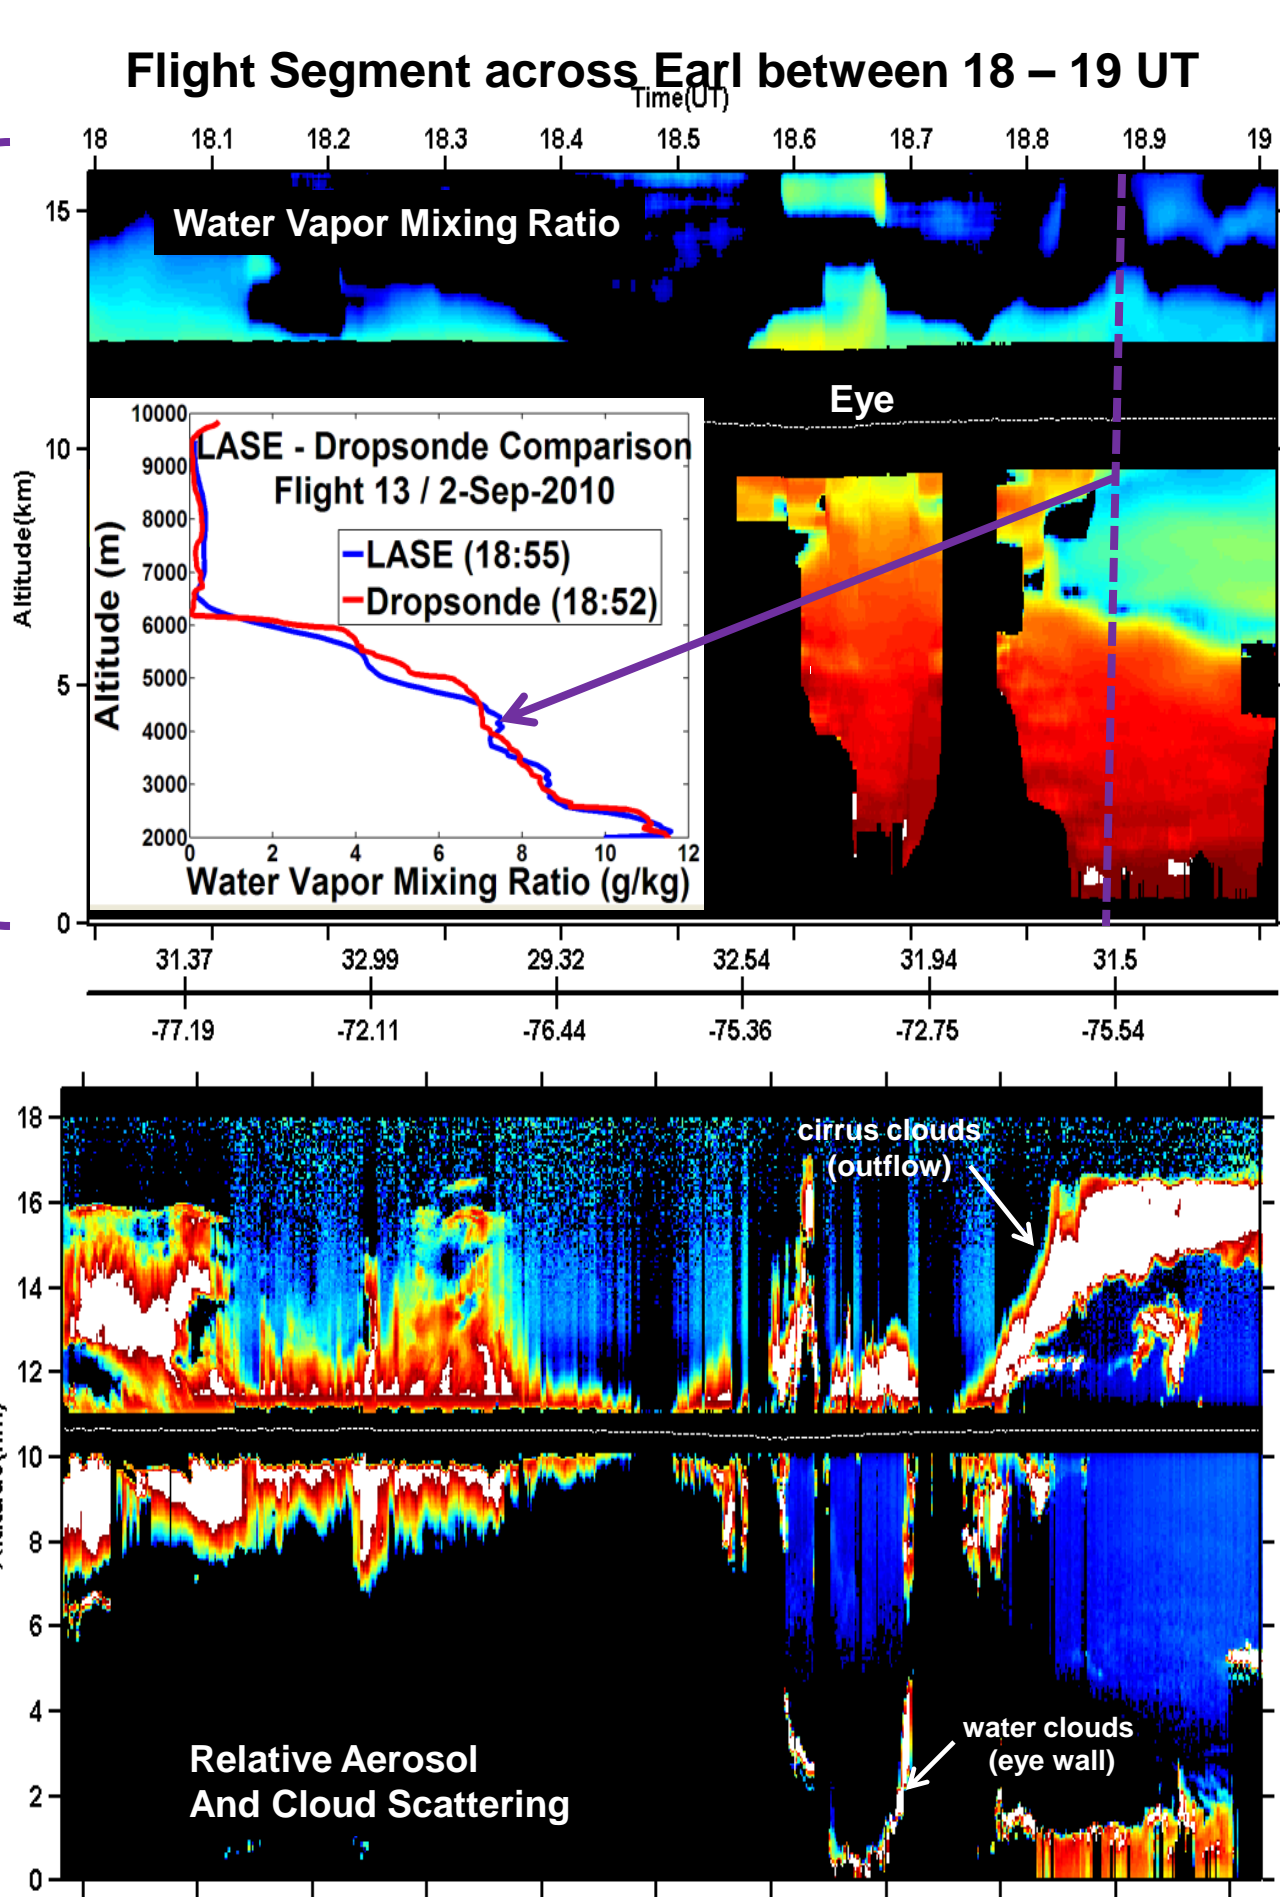 Flight Segment across Earl between 18 – 19 UT
Time(UT)
18 18.1 18.2 18.3 18.4 18.5 18.6 18.7 18.8 18.9 19
15
Water Vapor Mixing Ratio
Eye
10
Altitude(km)
5
0
10000
9000
8000
7000
6000
5000
4000
3000
2000
Altitude (m)
LASE - Dropsonde Comparison
Flight 13 / 2-Sep-2010
LASE (18:55)
Dropsonde (18:52)
0 2 4 6 8 10 12
Water Vapor Mixing Ratio (g/kg)
31.37 32.99 29.32 32.54 31.94 31.5
-77.19 -72.11 -76.44 -75.36 -72.75 -75.54
18
cirrus clouds
(outflow)
16
14
12
10
8
6
4
water clouds
(eye wall)
Relative Aerosol
And Cloud Scattering
2
0